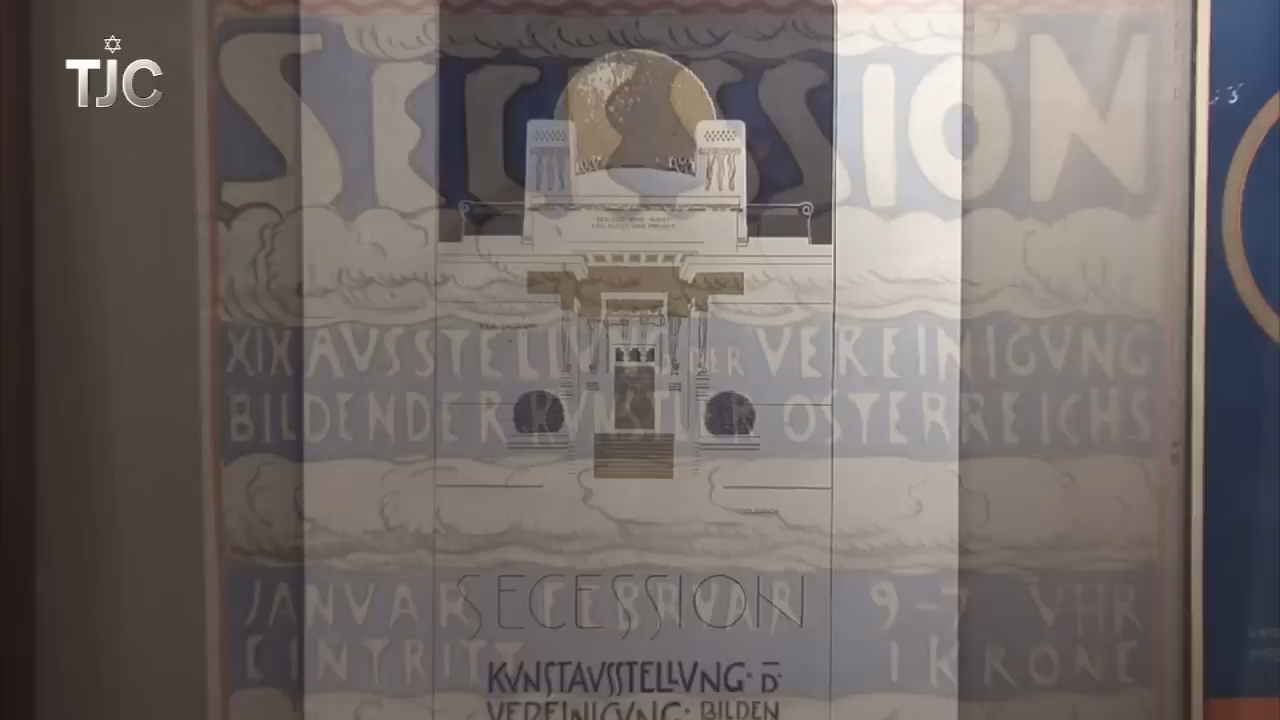 TJC
SECESSION
XIX AVSSTELLVNG DER VEREINIGVNG
BILDENDER KVNSTLER OSTERREICHS
SECESSION
JANVAR FEBRVAR 9-7 VHR
EINTRITT 1 KRONE
KVNSTAVSSTELLVNG · D ·
VEREINIGVNG · BILDEN